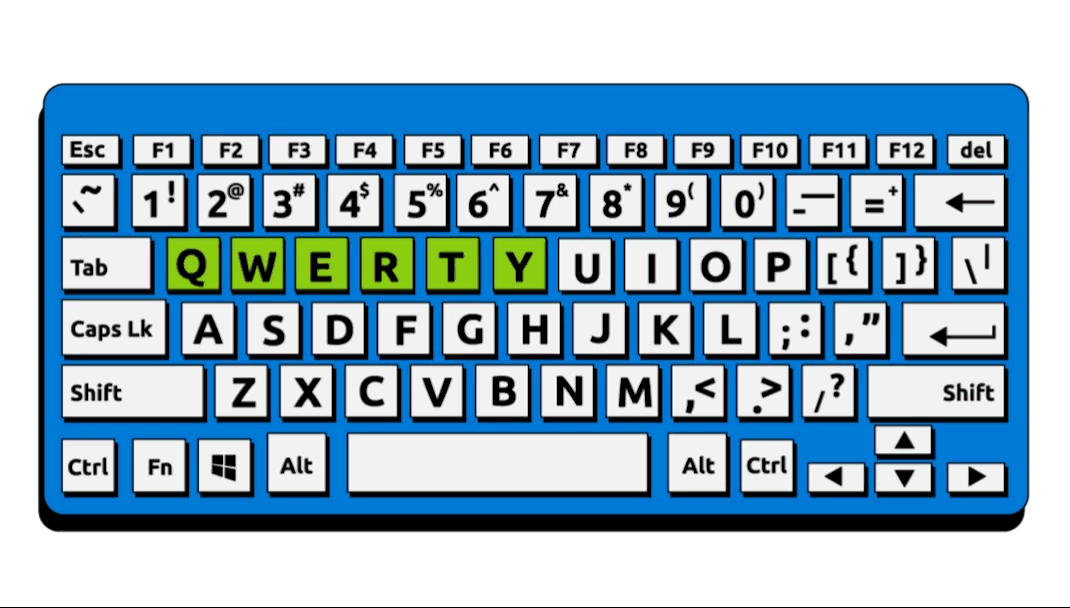 Esc F1 F2 F3 F4 F5 F6 F7 F8 F9 F10 F11 F12 del
`~ 1! 2@ 3# 4$ 5% 6^ 7& 8* 9( 0) -— =+ ←
Tab Q W E R T Y U I O P [{ ]} \|
Caps Lk A S D F G H J K L ;: ,”
Shift Z X C V B N M ,< .> /? Shift
Ctrl Fn Alt Alt Ctrl ◀ ▲ ▼ ▶